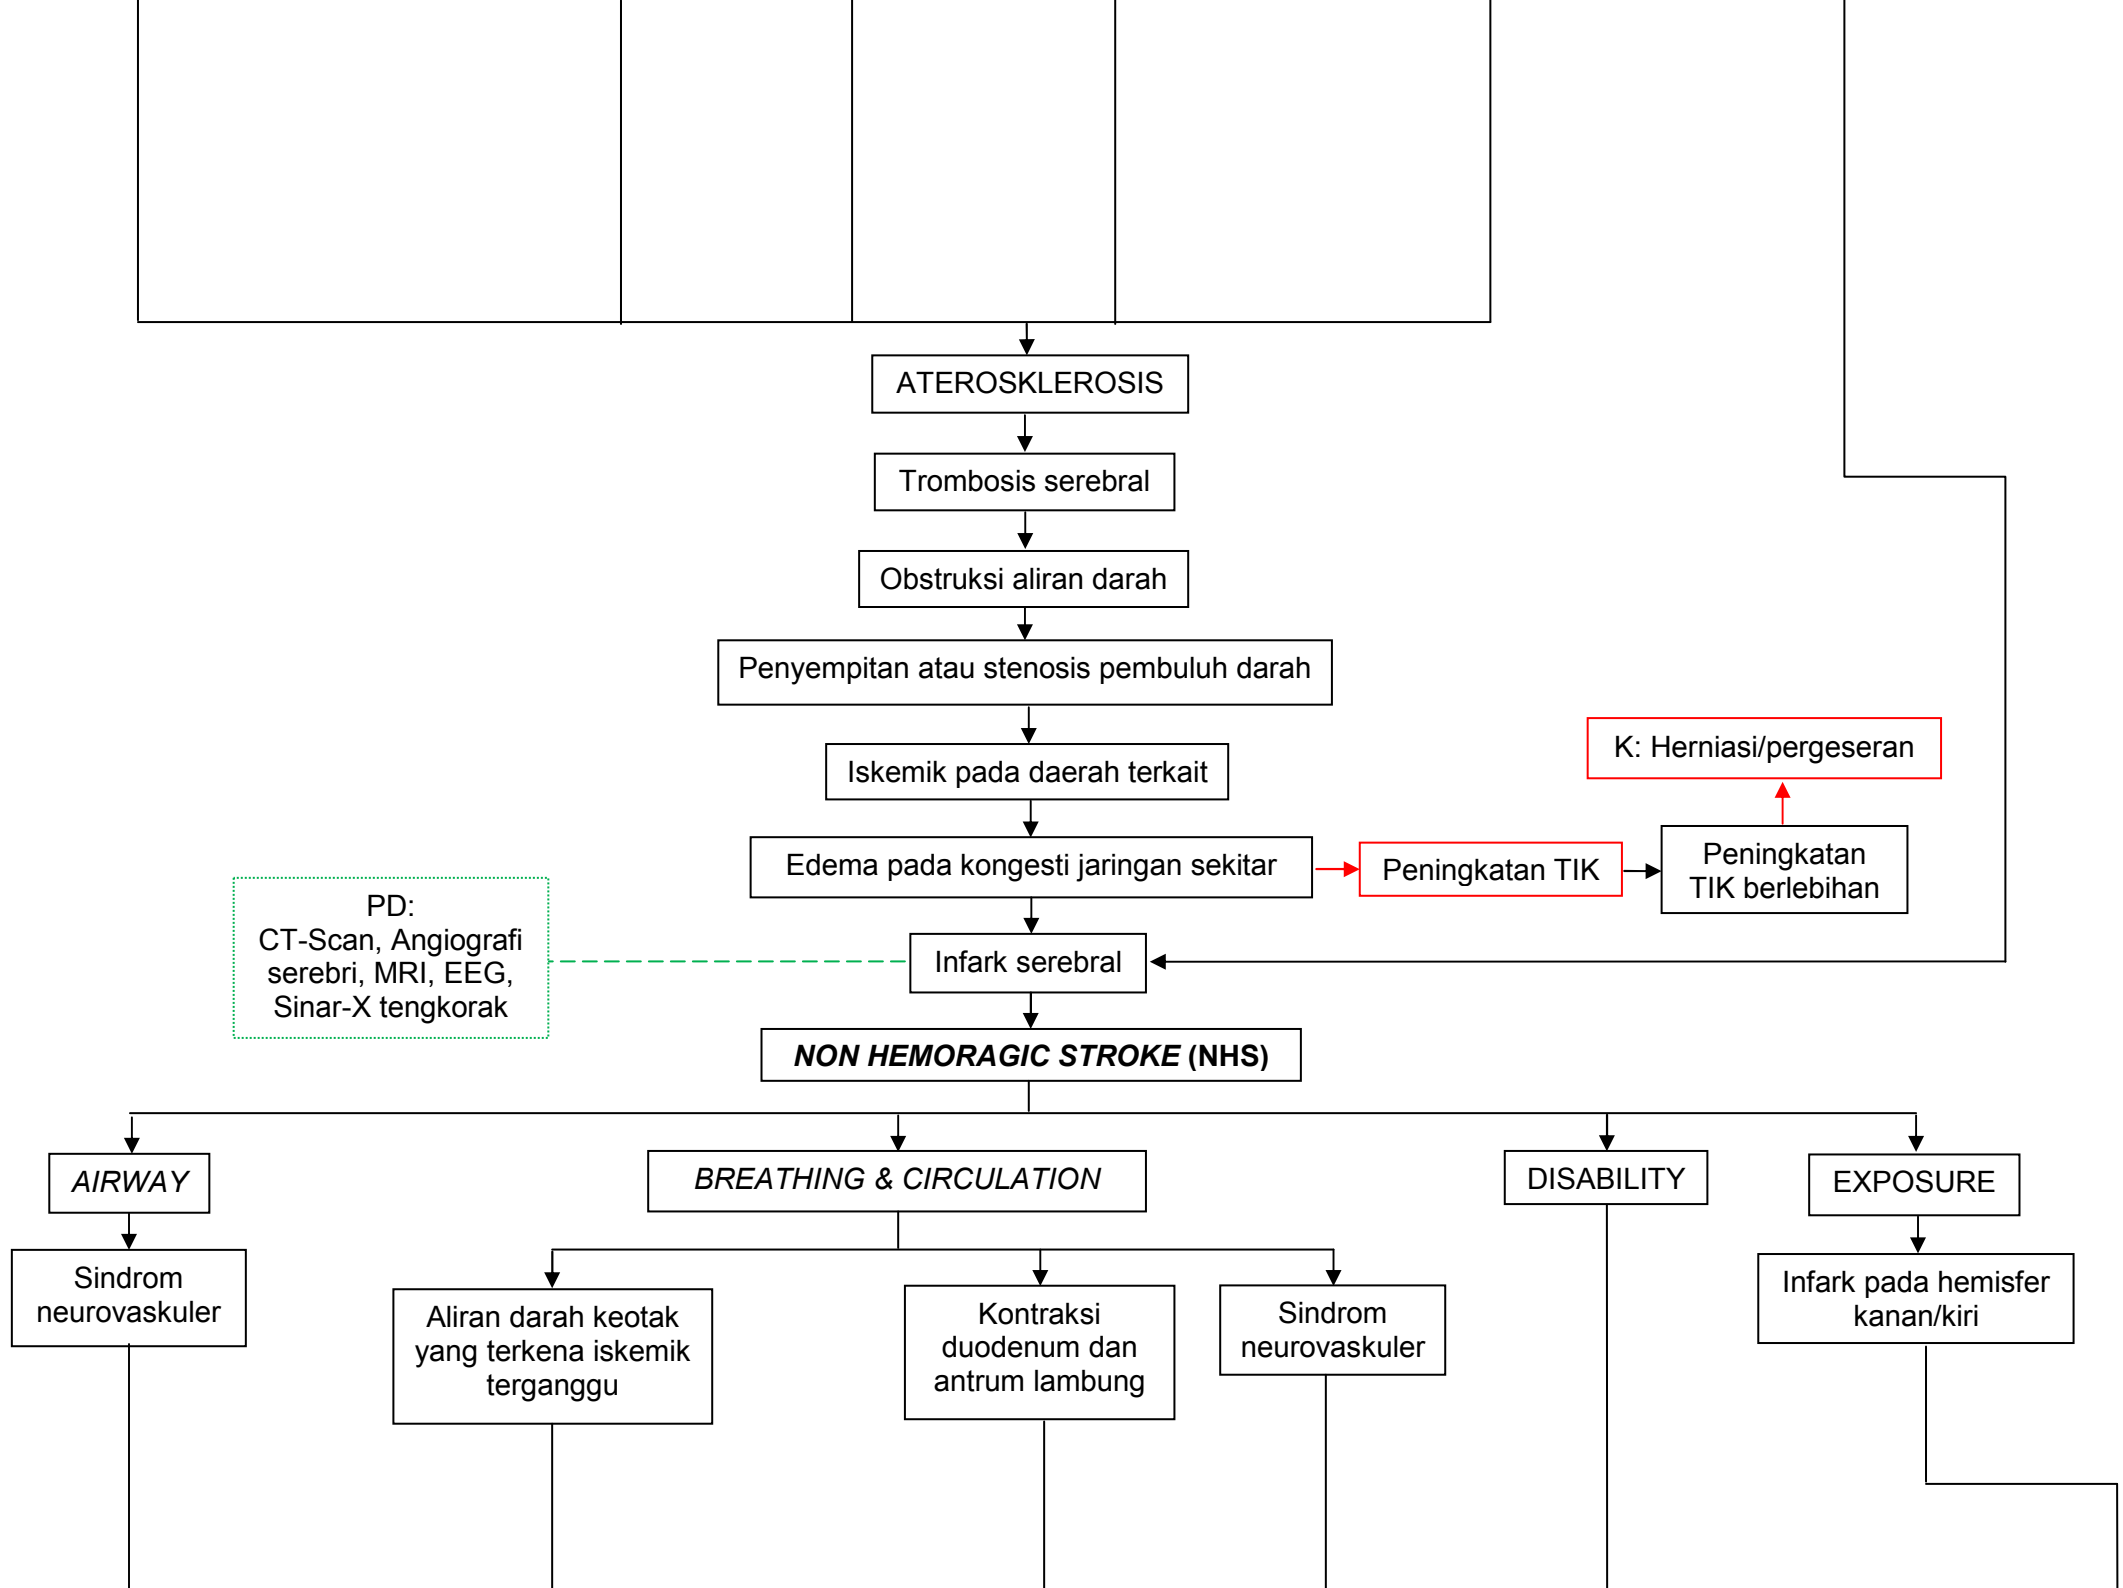 ATEROSKLEROSIS
Trombosis serebral
Obstruksi aliran darah
Penyempitan atau stenosis pembuluh darah
K: Herniasi/pergeseran
Iskemik pada daerah terkait
Edema pada kongesti jaringan sekitar
Peningkatan TIK
Peningkatan
TIK berlebihan
PD:
CT-Scan, Angiografi
serebri, MRI, EEG,
Sinar-X tengkorak
Infark serebral
NON HEMORAGIC STROKE (NHS)
AIRWAY
BREATHING & CIRCULATION
DISABILITY
EXPOSURE
Sindrom
neurovaskuler
Aliran darah keotak
yang terkena iskemik
terganggu
Kontraksi
duodenum dan
antrum lambung
Sindrom
neurovaskuler
Infark pada hemisfer
kanan/kiri